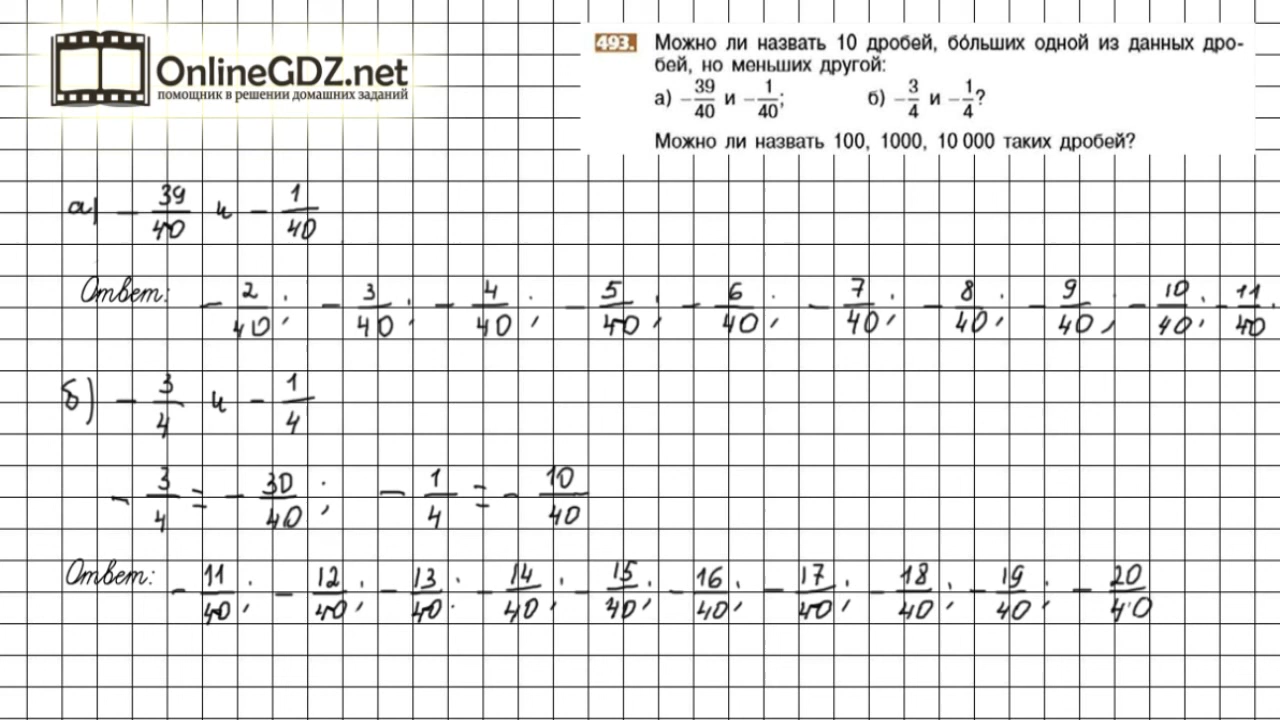 OnlineGDZ.net
помощник в решении домашних заданий
493. Можно ли назвать 10 дробей, бо́льших одной из данных дро-
бей, но меньших другой:
а) -39/40 и -1/40; б) -3/4 и -1/4?
Можно ли назвать 100, 1000, 10 000 таких дробей?
а) -39/40 и -1/40
Ответ: -2/40; -3/40; -4/40; -5/40; -6/40; -7/40; -8/40; -9/40; -10/40; -11/40.
б) -3/4 и -1/4
-3/4 = -30/40; -1/4 = -10/40
Ответ: -11/40; -12/40; -13/40. -14/40; -15/40; -16/40; -17/40; -18/40; -19/40; -20/40